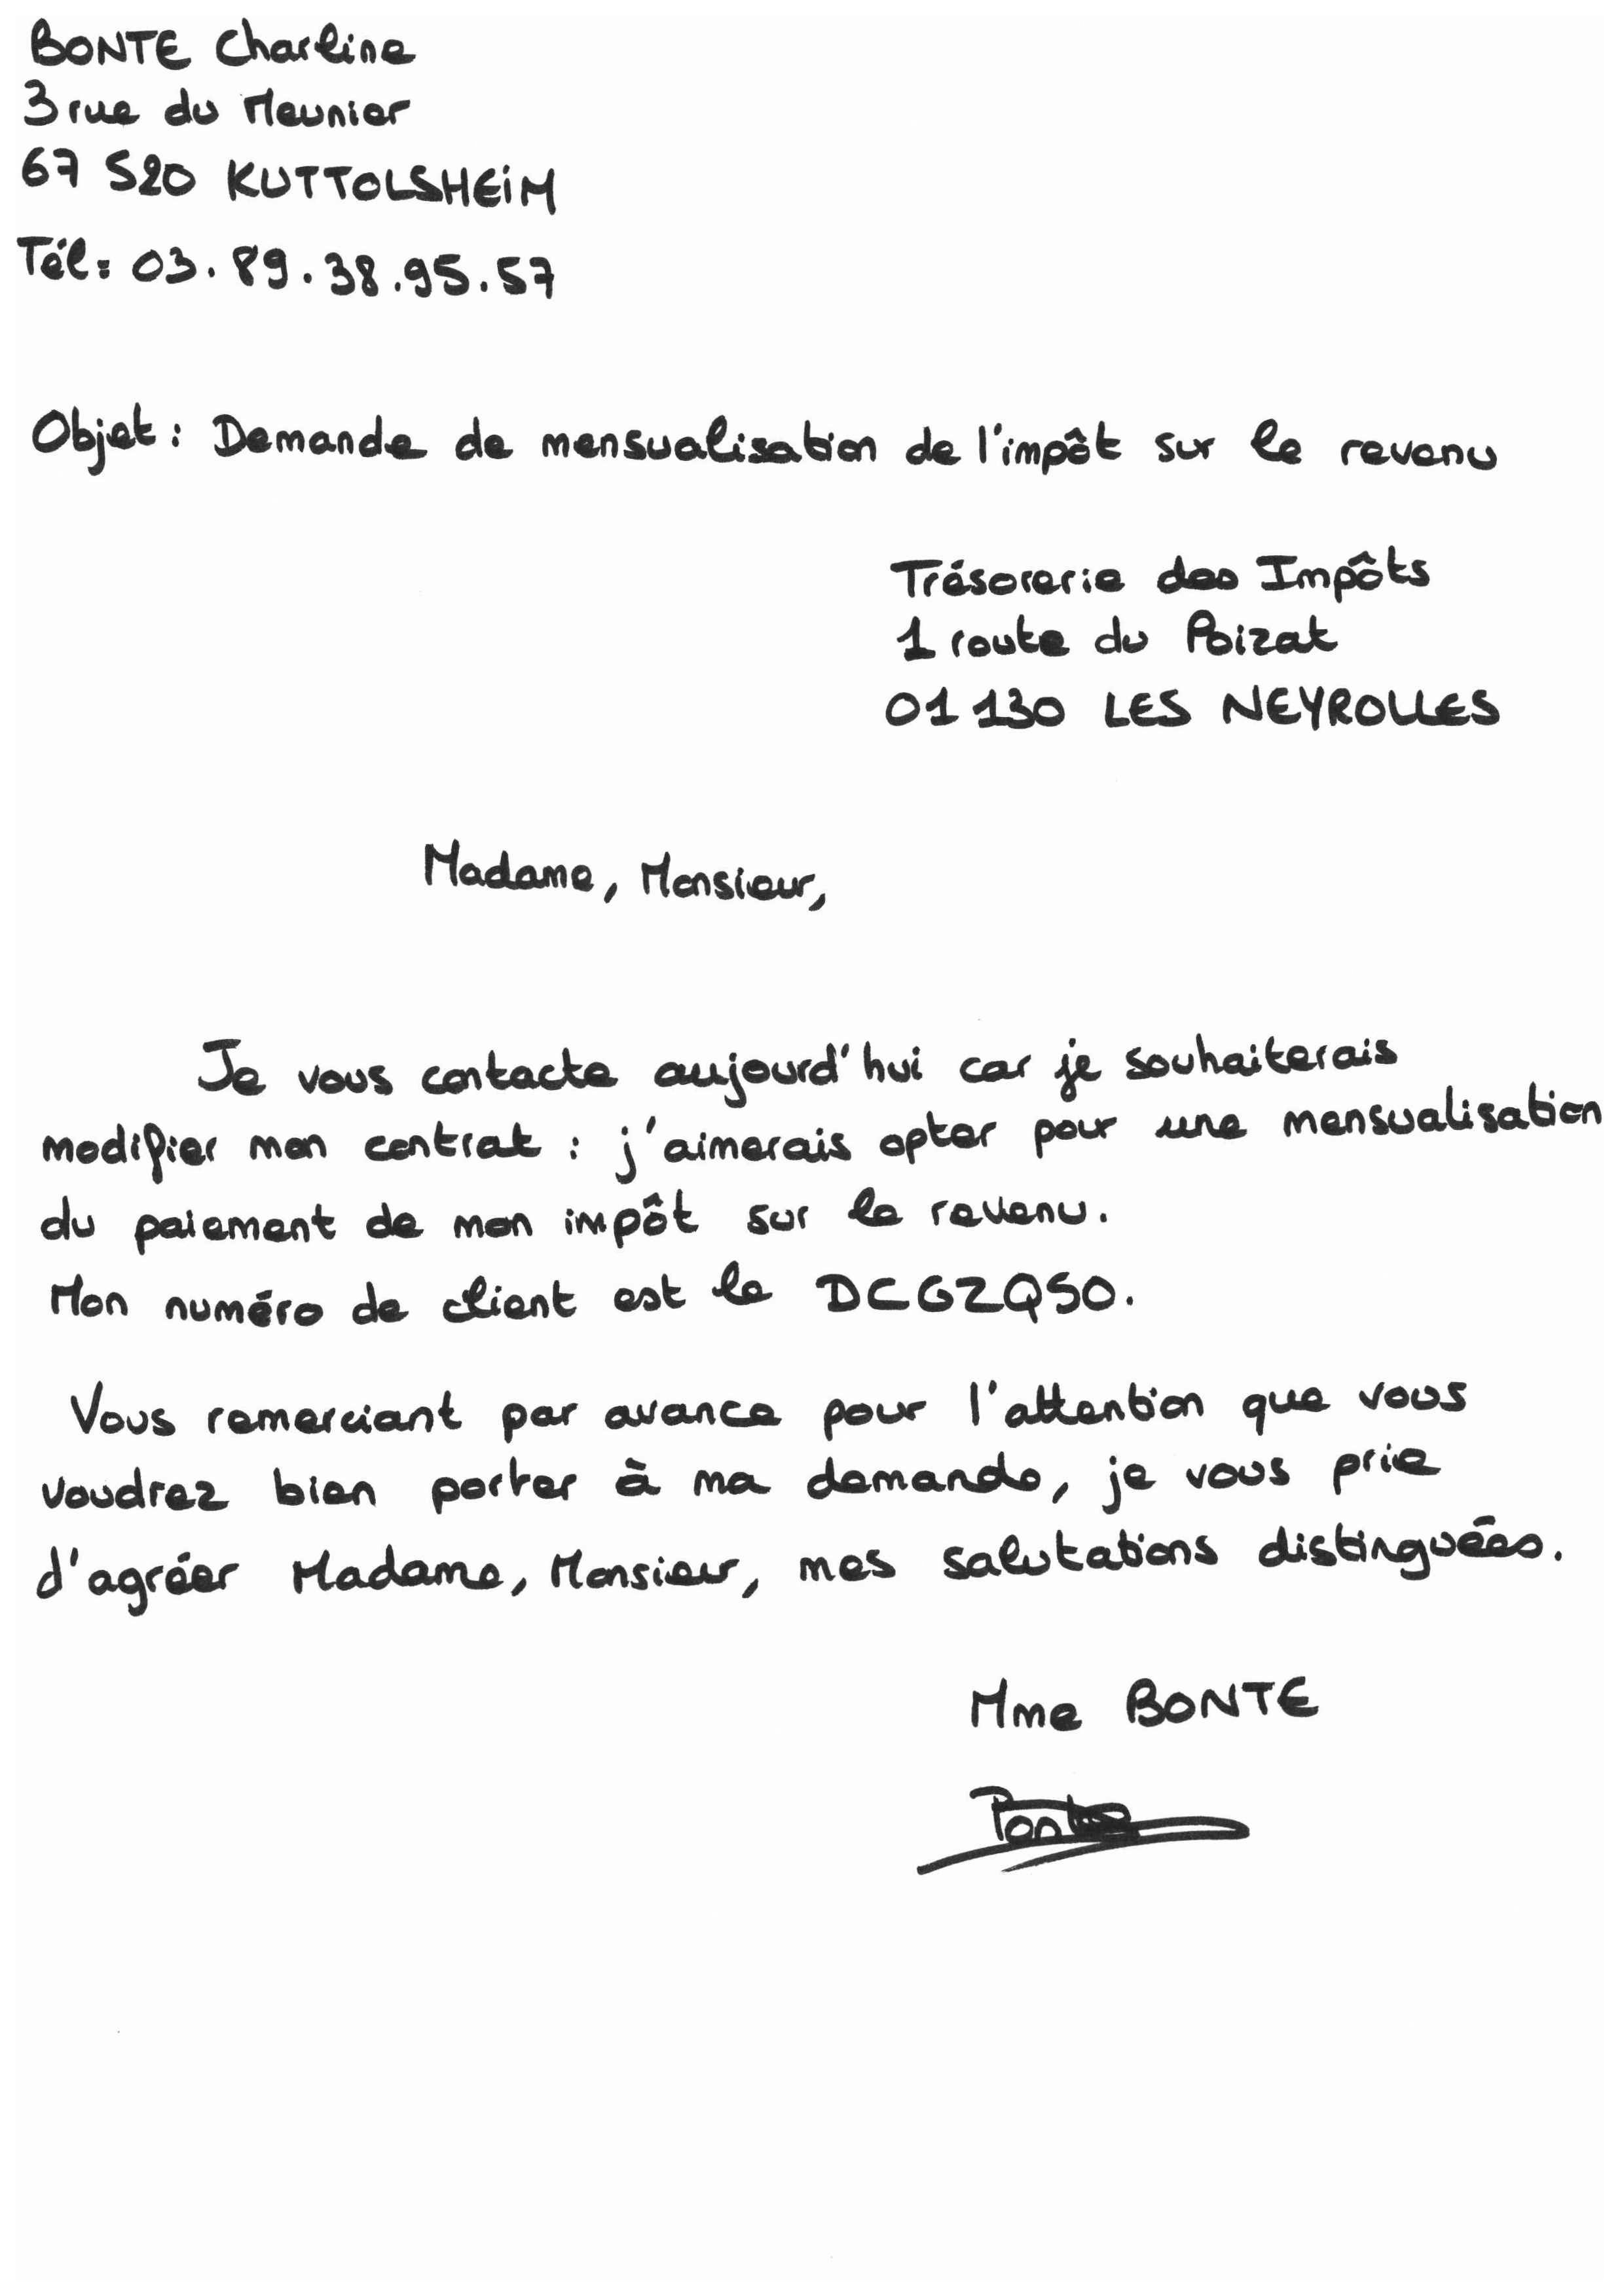 BONTE Charline
3 rue du Meunier
67 520 KUTTOLSHEiM
Tél : 03.89.38.95.57
Objet : Demande de mensualisation de l'impôt sur le revenu
Trésorerie des Impôts
1 route du Poizat
01 130 LES NEYROLLES
Madame, Monsieur,
Je vous contacte aujourd'hui car je souhaiterais
modifier mon contrat : j'aimerais opter pour une mensualisation
du paiement de mon impôt sur le revenu.
Mon numéro de client est le DCGZQSO.
Vous remerciant par avance pour l'attention que vous
voudrez bien porter à ma demande, je vous prie
d'agréer Madame, Monsieur, mes salutations distinguées.
Mme BONTE